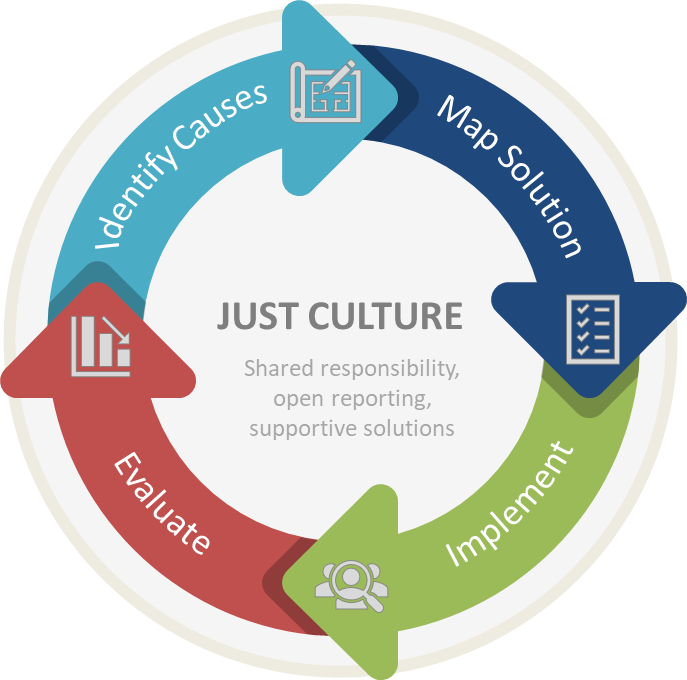 Identify Causes
Map Solution
JUST CULTURE
Shared responsibility,
open reporting,
supportive solutions
Evaluate
Implement